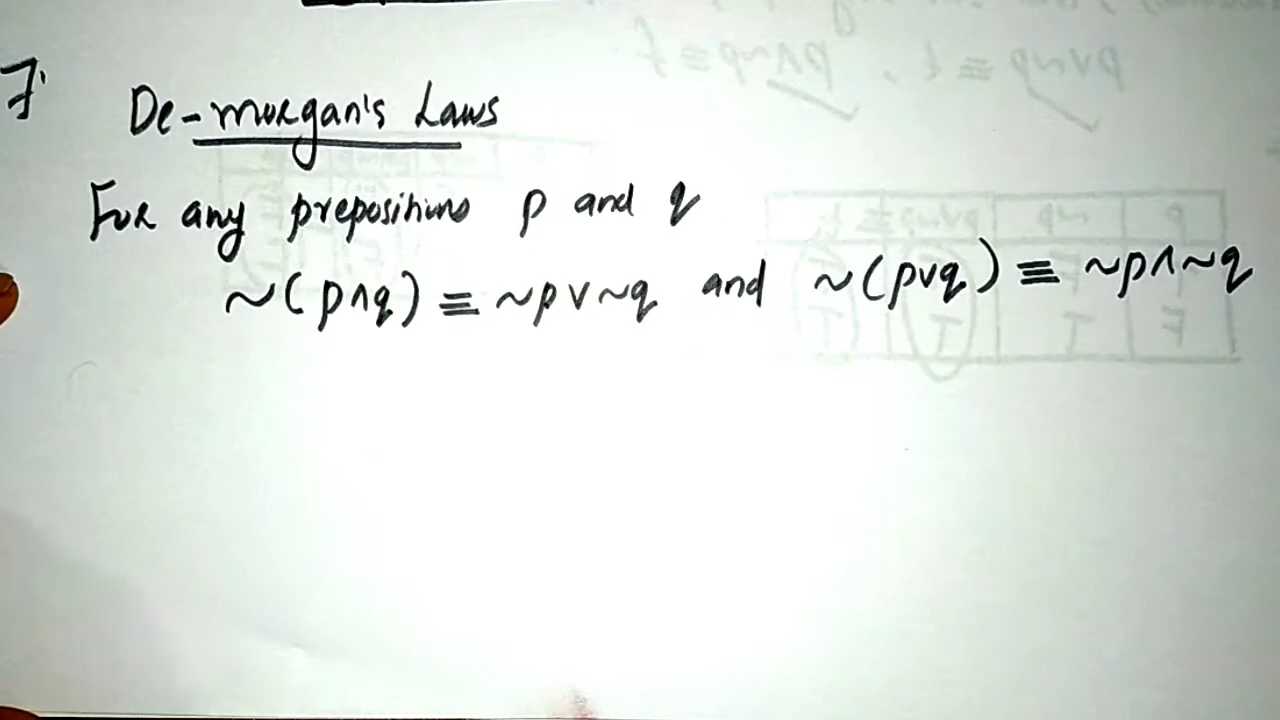 7.
De-morgan's Laws
For any prepositions p and q
~(p∧q) ≡ ~p∨~q and ~(p∨q) ≡ ~p∧~q